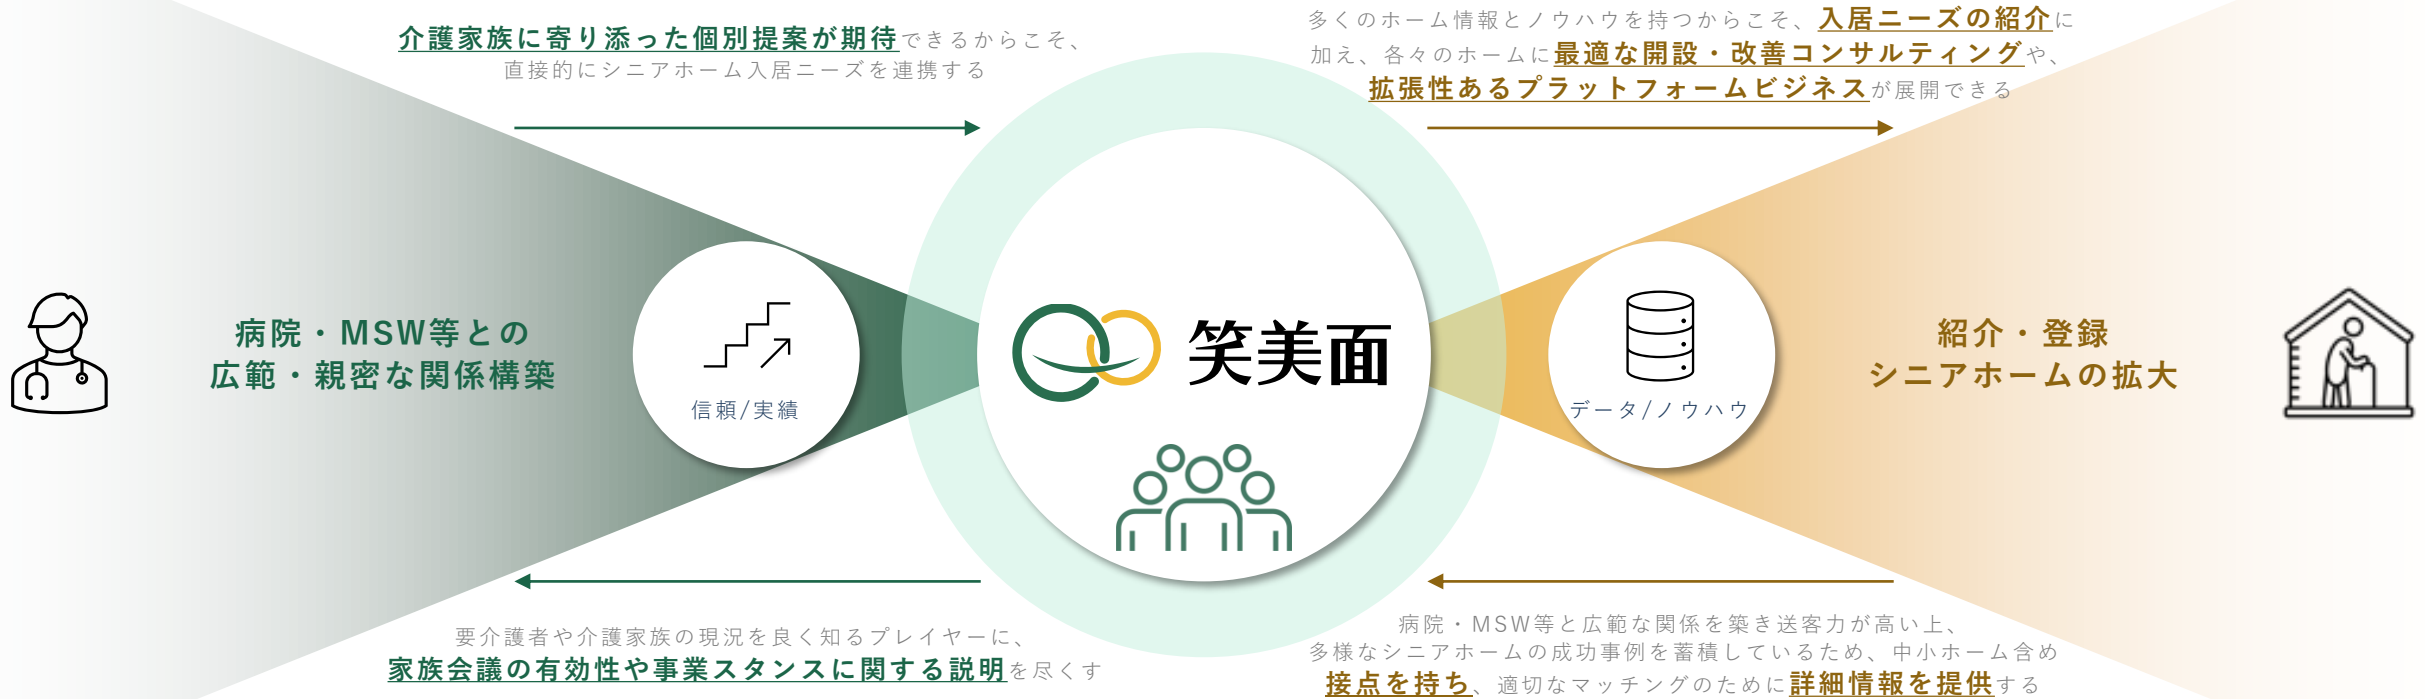 介護家族に寄り添った個別提案が期待できるからこそ、
直接的にシニアホーム入居ニーズを連携する
多くのホーム情報とノウハウを持つからこそ、入居ニーズの紹介に
加え、各々のホームに最適な開設・改善コンサルティングや、
拡張性あるプラットフォームビジネスが展開できる
病院・MSW等との
広範・親密な関係構築
信頼/実績
笑美面
データ/ノウハウ
紹介・登録
シニアホームの拡大
要介護者や介護家族の現況を良く知るプレイヤーに、
家族会議の有効性や事業スタンスに関する説明を尽くす
病院・MSW等と広範な関係を築き送客力が高い上、
多様なシニアホームの成功事例を蓄積しているため、中小ホーム含め
接点を持ち、適切なマッチングのために詳細情報を提供する